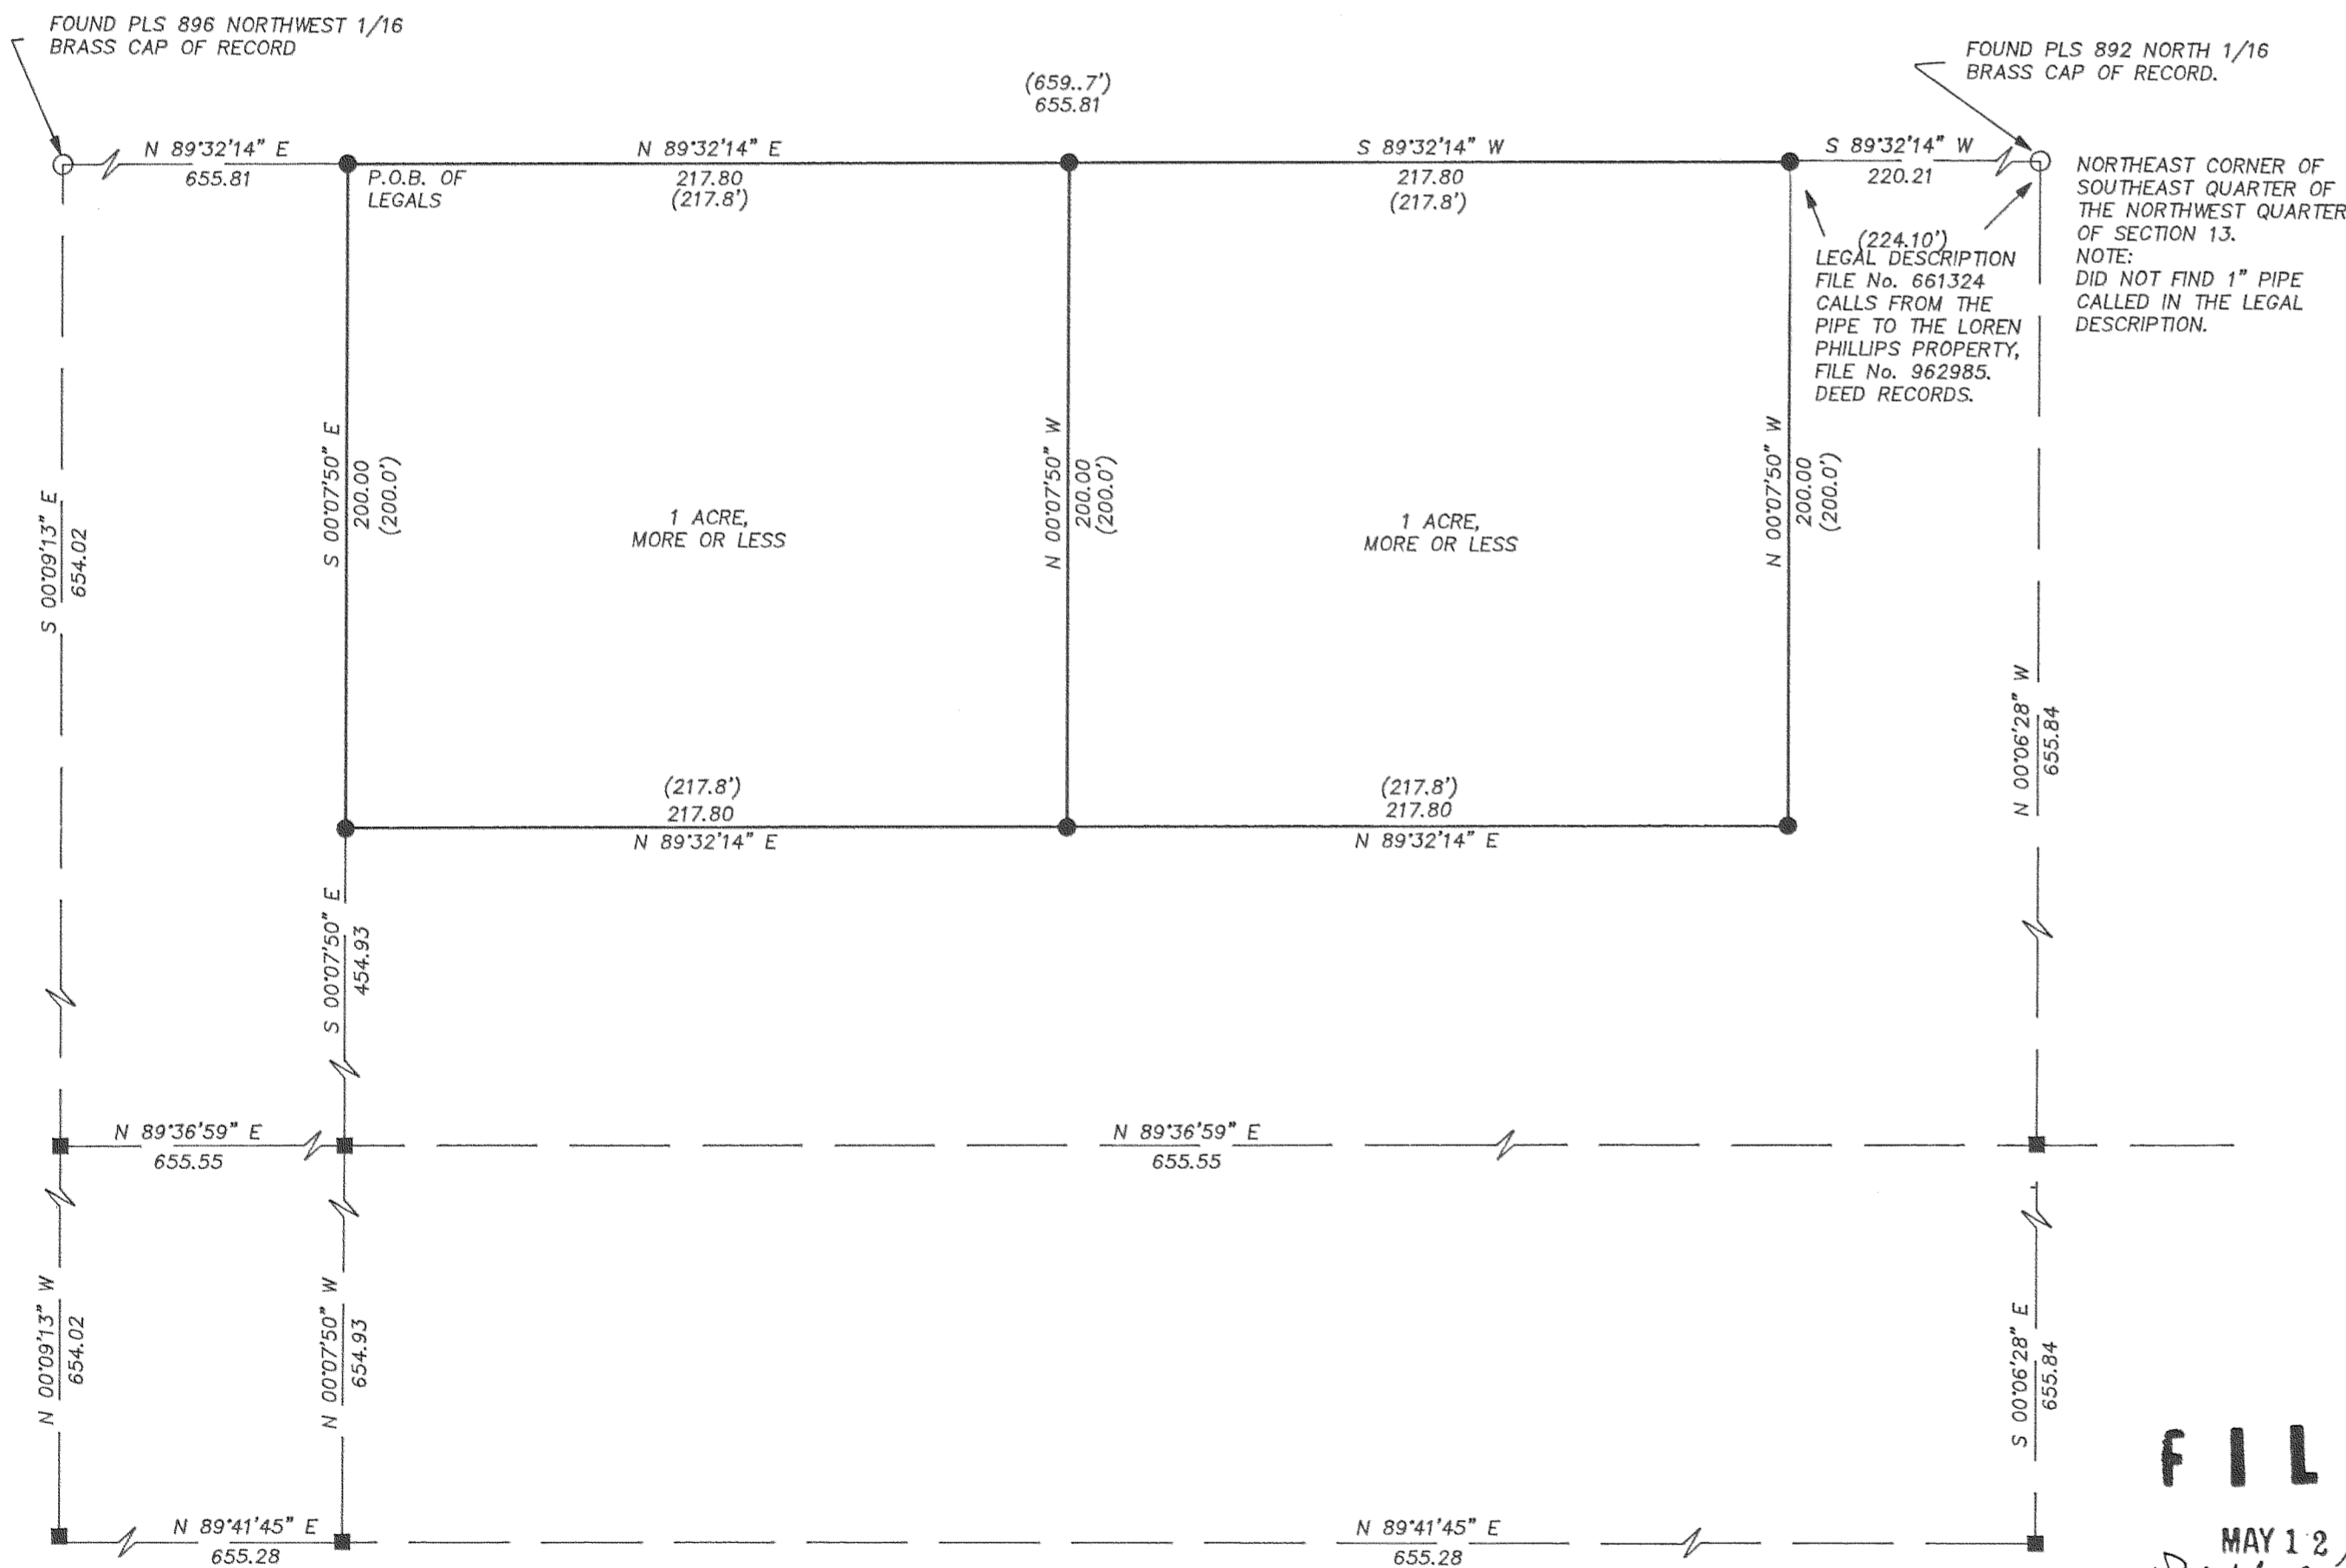 FOUND PLS 896 NORTHWEST 1/16
BRASS CAP OF RECORD
FOUND PLS 892 NORTH 1/16
BRASS CAP OF RECORD.
(659..7')
655.81
N 89°32'14" E
655.81
N 89°32'14" E
217.80
(217.8')
S 89°32'14" W
217.80
(217.8')
S 89°32'14" W
220.21
P.O.B. OF
LEGALS
NORTHEAST CORNER OF
SOUTHEAST QUARTER OF
THE NORTHWEST QUARTER
OF SECTION 13.
NOTE:
DID NOT FIND 1" PIPE
CALLED IN THE LEGAL
DESCRIPTION.
(224.10')
LEGAL DESCRIPTION
FILE No. 661324
CALLS FROM THE
PIPE TO THE LOREN
PHILLIPS PROPERTY,
FILE No. 962985.
DEED RECORDS.
S 00°09'13" E
654.02
S 00°07'50" E
200.00
(200.0')
1 ACRE,
MORE OR LESS
N 00°07'50" W
200.00
(200.0')
1 ACRE,
MORE OR LESS
N 00°07'50" W
200.00
(200.0')
N 00°06'28" W
655.84
(217.8')
217.80
N 89°32'14" E
(217.8')
217.80
N 89°32'14" E
S 00°07'50" E
454.93
N 89°36'59" E
655.55
N 89°36'59" E
655.55
N 00°09'13" W
654.02
N 00°07'50" W
654.93
S 00°06'28" E
655.84
N 89°41'45" E
655.28
N 89°41'45" E
655.28
F I L
MAY 12